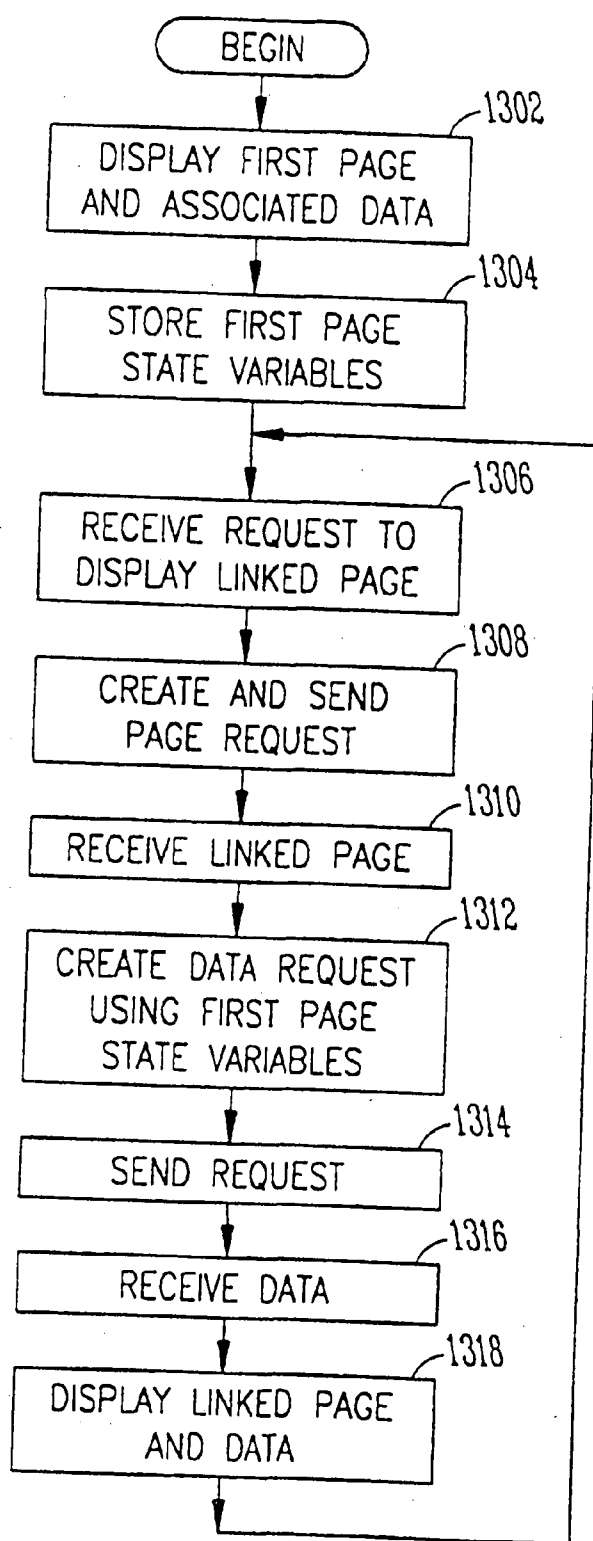 BEGIN
1302
DISPLAY FIRST PAGE
AND ASSOCIATED DATA
1304
STORE FIRST PAGE
STATE VARIABLES
1306
RECEIVE REQUEST TO
DISPLAY LINKED PAGE
1308
CREATE AND SEND
PAGE REQUEST
1310
RECEIVE LINKED PAGE
1312
CREATE DATA REQUEST
USING FIRST PAGE
STATE VARIABLES
1314
SEND REQUEST
1316
RECEIVE DATA
1318
DISPLAY LINKED PAGE
AND DATA